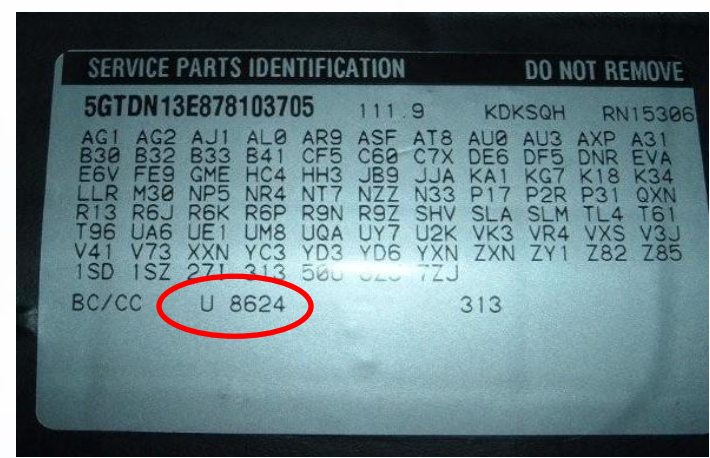 SERVICE PARTS IDENTIFICATION DO NOT REMOVE
5GTDN13E878103705 111.9 KDKSQH RN15306
AG1 AG2 AJ1 AL0 AR9 ASF AT8 AU0 AU3 AXP A31
B30 B32 B33 B41 CF5 C60 C7X DE6 DF5 DNR EVA
E6V FE9 GME HC4 HH3 JB9 JJA KA1 KG7 K18 K34
LLR M30 NP5 NR4 NT7 NZZ N33 P17 P2R P31 QXN
R13 R6J R6K R6P R9N R9Z SHV SLA SLM TL4 T61
T96 UA6 UE1 UM8 UQA UY7 U2K VK3 VR4 VXS V3J
V41 V73 XXN YC3 YD3 YD6 YXN ZXN ZY1 Z82 Z85
1SD 1SZ 27I 313 50U 7ZJ
BC/CC U 8624 313